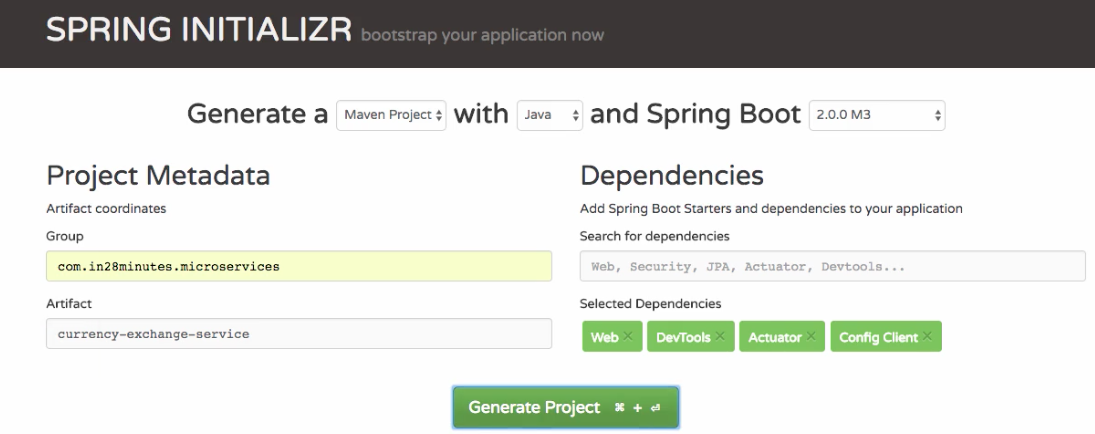 SPRING INITIALIZR bootstrap your application now
Generate a Maven Project with Java and Spring Boot 2.0.0 M3
Project Metadata
Artifact coordinates
Group
com.in28minutes.microservices
Artifact
currency-exchange-service
Dependencies
Add Spring Boot Starters and dependencies to your application
Search for dependencies
Web, Security, JPA, Actuator, Devtools...
Selected Dependencies
Web × DevTools × Actuator × Config Client ×
Generate Project ⌘ + ⏎